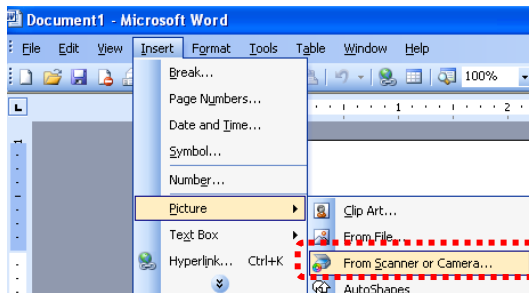 Document1 - Microsoft Word
File Edit View Insert Format Tools Table Window Help
100%
L
1 2
Break...
Page Numbers...
Date and Time...
Symbol...
Number...
Picture
Clip Art...
Text Box
From File...
Hyperlink... Ctrl+K
From Scanner or Camera...
AutoShapes
1